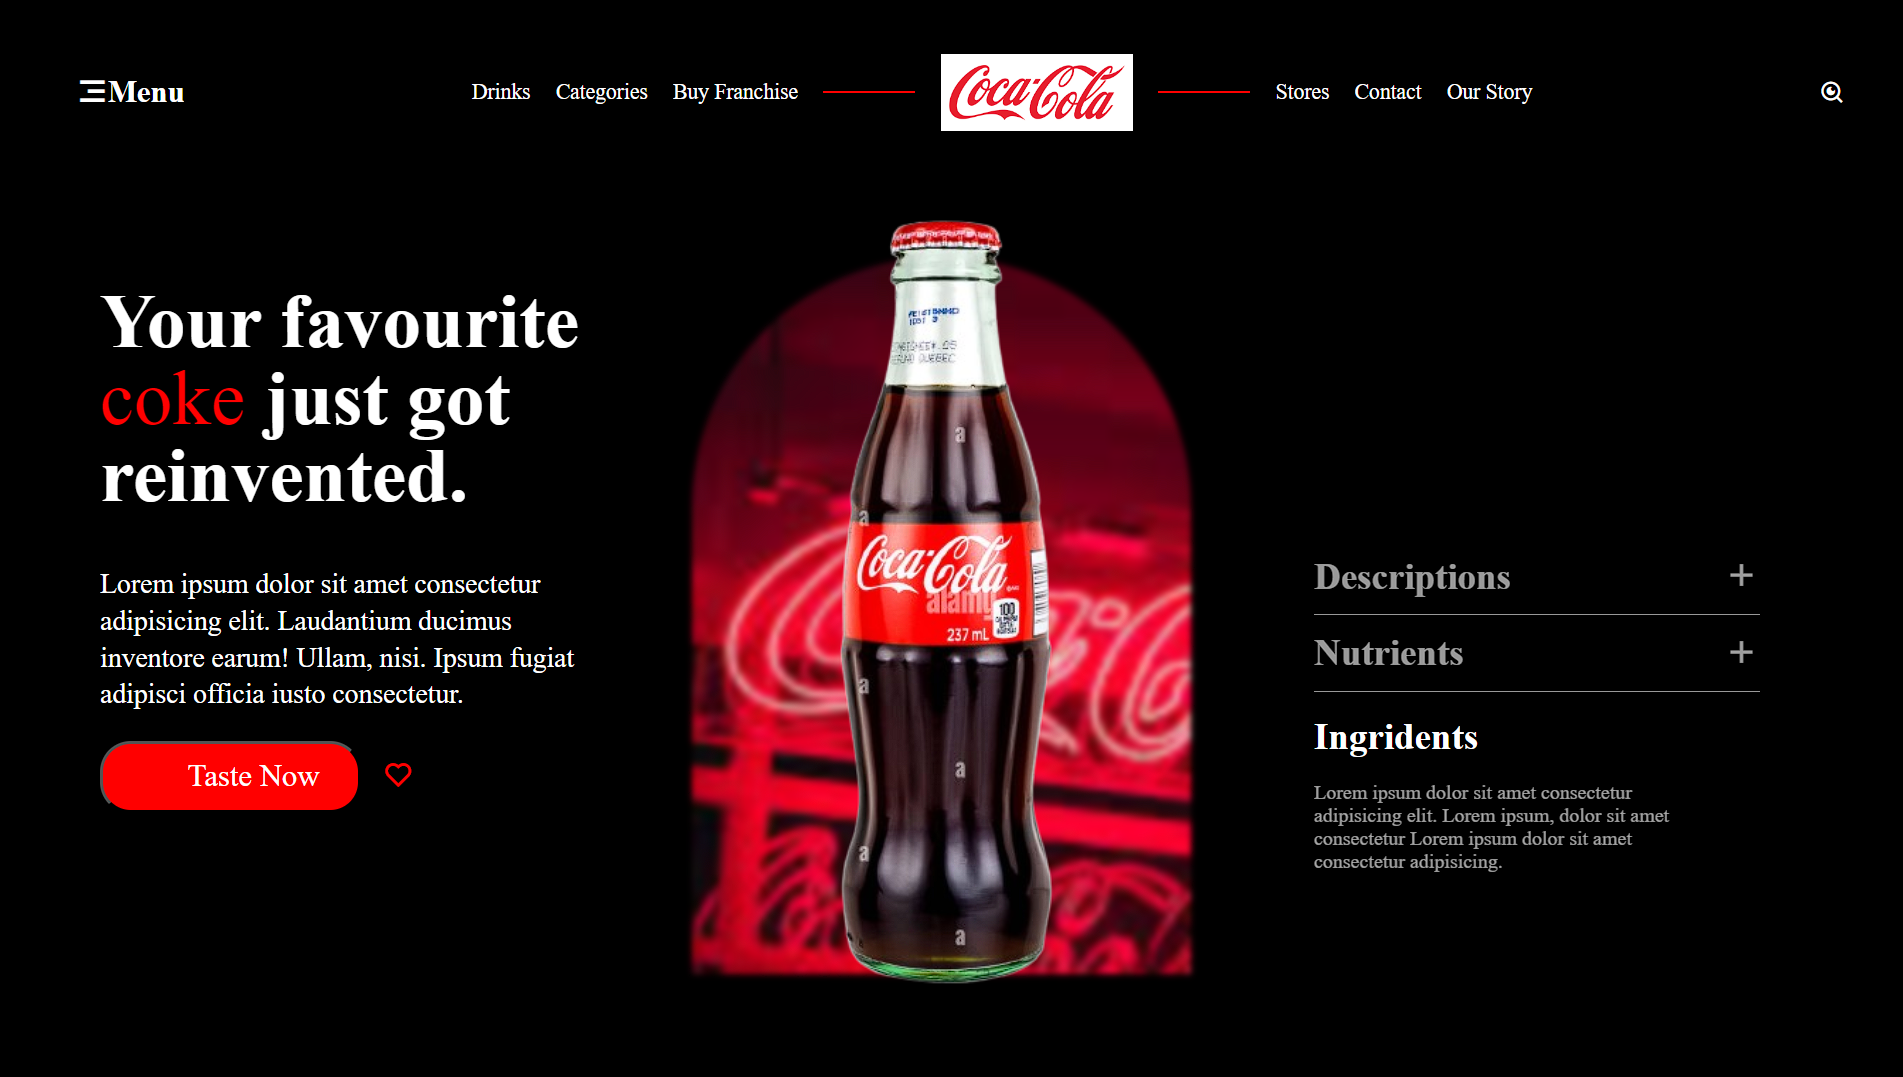 Menu
Drinks Categories Buy Franchise
Coca-Cola
Stores Contact Our Story
Your favourite
coke just got
reinvented.
Lorem ipsum dolor sit amet consectetur
adipisicing elit. Laudantium ducimus
inventore earum! Ullam, nisi. Ipsum fugiat
adipisci officia iusto consectetur.
Taste Now
QUEBEC
a
a
Coca-Cola
alamy
100
237 mL
a
a
a
a
Descriptions
Nutrients
Ingridents
Lorem ipsum dolor sit amet consectetur
adipisicing elit. Lorem ipsum, dolor sit amet
consectetur Lorem ipsum dolor sit amet
consectetur adipisicing.